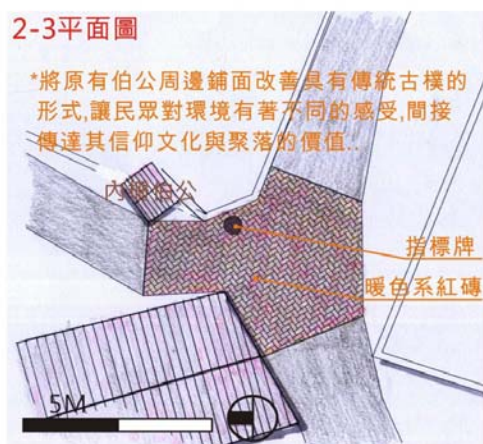 2-3平面圖
*將原有伯公周邊鋪面改善具有傳統古樸的
形式,讓民眾對環境有著不同的感受,間接
傳達其信仰文化與聚落的價值..
伯公
指標牌
暖色系紅磚
5M